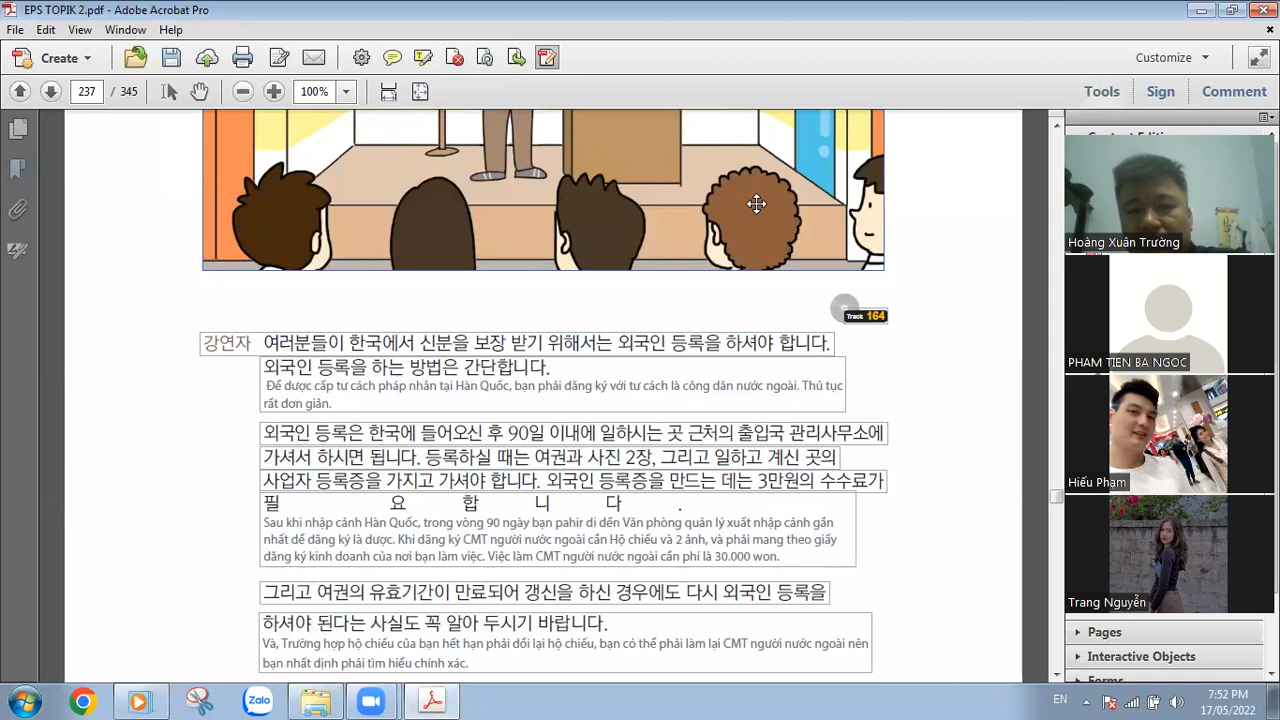 EPS TOPIK 2.pdf - Adobe Acrobat Pro
File Edit View Window Help
Create
Customize
237 / 345
100%
Tools Sign Comment
Track 164
강연자 여러분들이 한국에서 신분을 보장 받기 위해서는 외국인 등록을 하셔야 합니다.
외국인 등록을 하는 방법은 간단합니다.
Để dược cấp tư cách pháp nhân tại Hàn Quốc, bẹn phải dăng ký với tư cách là công dân nước ngoài. Thủ tục
rất dơn giản.
외국인 등록은 한국에 들어오신 후 90일 이내에 일하시는 곳 근처의 출입국 관리사무소에
가셔서 하시면 됩니다. 등록하실 때는 여권과 사진 2장, 그리고 일하고 계신 곳의
사업자 등록증을 가지고 가셔야 합니다. 외국인 등록증을 만드는 데는 3만원의 수수료가
필 요 합 니 다 .
Sau khi nhập cảnh Hàn Quốc, trong vòng 90 ngày bạn pahir di dến Văn phòng quản lý xuất nhập cảnh gần
nhất dể dăng ký là dược. Khi dăng ký CMT người nước ngoài cần Hộ chiếu và 2 ảnh, và phải mang theo giấy
dăng ký kinh doanh của nơi bạn làm việc. Việc làm CMT người nước ngoài cần phí là 30.000 won.
그리고 여권의 유효기간이 만료되어 갱신을 하신 경우에도 다시 외국인 등록을
하셔야 된다는 사실도 꼭 알아 두시기 바랍니다.
Và, Trường hợp hộ chiếu của bạn hết hạn phải dổi lại hộ chiếu, bạn có thể phải làm lại CMT người nước ngoài nên
bạn nhất dịnh phải tìm hiểu chính xác.
Hoàng Xuân Trường
PHAM TIEN BA NGOC
Hiếu Phạm
Trang Nguyễn
Pages
Interactive Objects
Zalo
EN
7:52 PM
17/05/2022